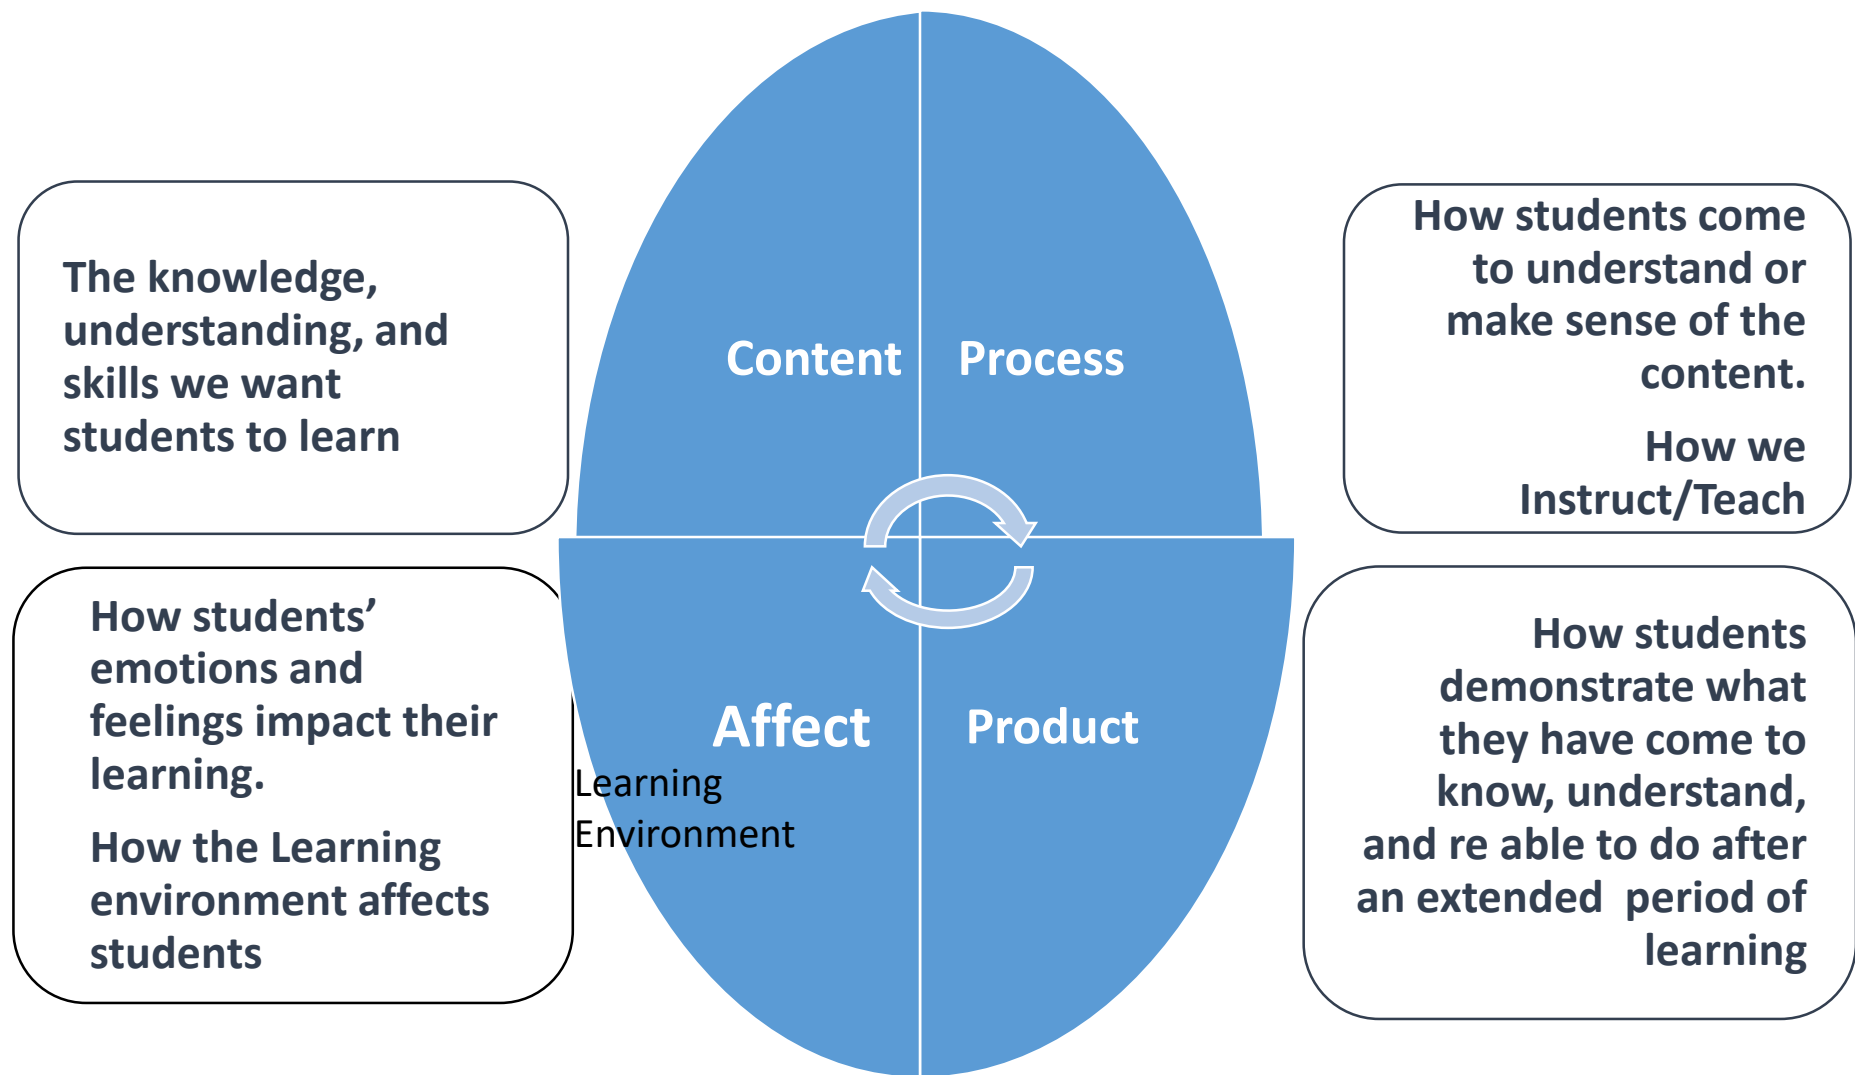 The knowledge,
understanding, and
skills we want
students to learn
Content
Process
How students come
to understand or
make sense of the
content.
How we
Instruct/Teach
How students’
emotions and
feelings impact their
learning.
How the Learning
environment affects
students
Affect
Learning
Environment
Product
How students
demonstrate what
they have come to
know, understand,
and re able to do after
an extended  period of
learning